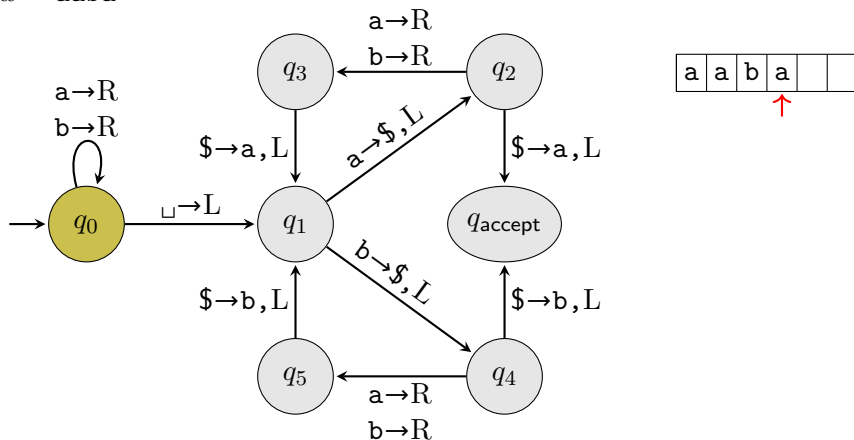 a→R
b→R
q3
q2
a a b a
a→R
b→R
$→a,L
a→$,L
$→a,L
q0
␣→L
q1
qaccept
b→$,L
$→b,L
$→b,L
q5
q4
a→R
b→R